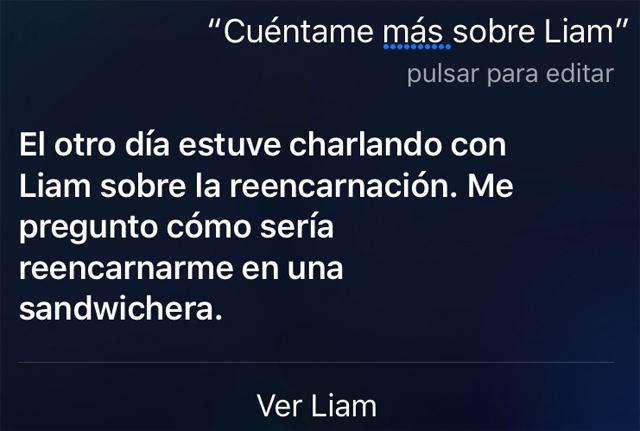 “Cuéntame más sobre Liam”
pulsar para editar
El otro día estuve charlando con
Liam sobre la reencarnación. Me
pregunto cómo sería
reencarnarme en una
sandwichera.
Ver Liam